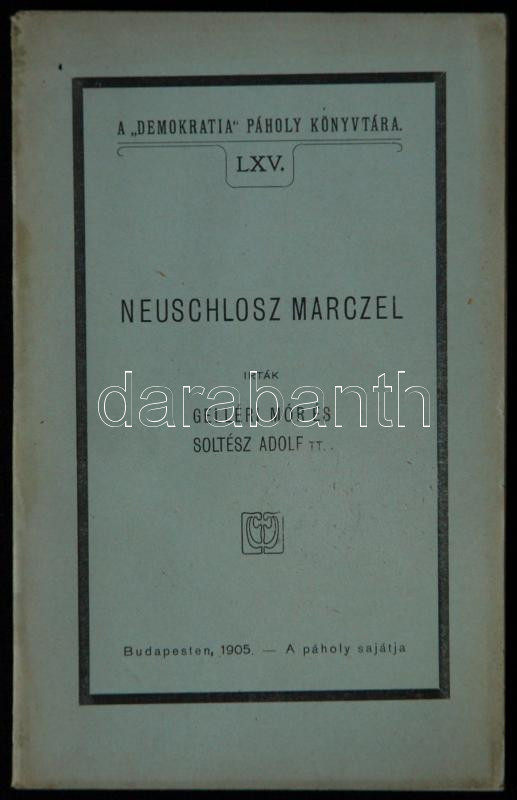 A „DEMOKRATIA“ PÁHOLY KÖNYVTÁRA.
LXV.
NEUSCHLOSZ MARCZEL
IRTÁK
darabanth
GELLÉRI MÓR ÉS
SOLTÉSZ ADOLF TT.
Budapesten, 1905. — A páholy sajátja